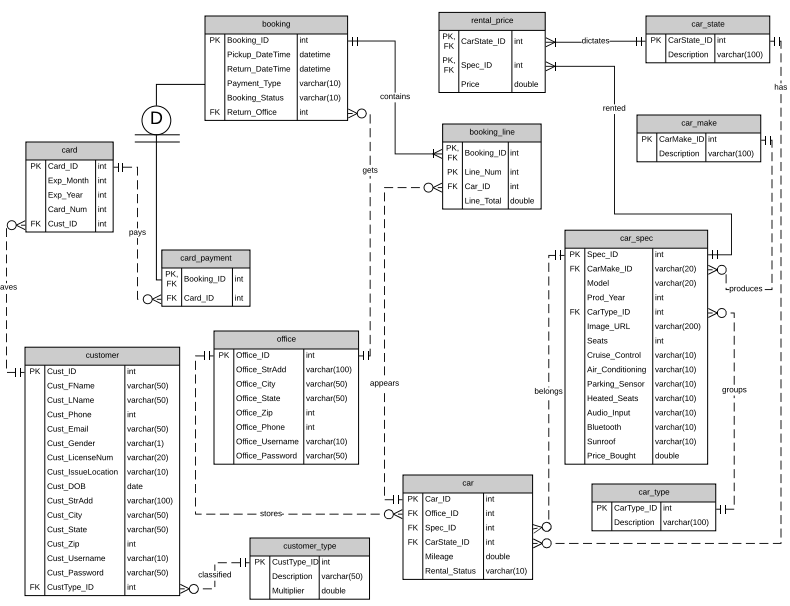 booking
PK Booking_ID int
Pickup_DateTime datetime
Return_DateTime datetime
Payment_Type varchar(10)
Booking_Status varchar(10)
FK Return_Office int
rental_price
PK, FK CarState_ID int
PK, FK Spec_ID int
Price double
dictates
car_state
PK CarState_ID int
Description varchar(100)
has
contains
rented
car_make
PK CarMake_ID int
Description varchar(100)
D
booking_line
PK, FK Booking_ID int
PK Line_Num int
FK Car_ID int
Line_Total double
card
PK Card_ID int
Exp_Month int
Exp_Year int
Card_Num int
FK Cust_ID int
gets
pays
aves
card_payment
PK, FK Booking_ID int
FK Card_ID int
car_spec
PK Spec_ID int
FK CarMake_ID varchar(20)
Model varchar(20)
Prod_Year int
FK CarType_ID int
Image_URL varchar(200)
Seats int
Cruise_Control varchar(10)
Air_Conditioning varchar(10)
Parking_Sensor varchar(10)
Heated_Seats varchar(10)
Audio_Input varchar(10)
Bluetooth varchar(10)
Sunroof varchar(10)
Price_Bought double
produces
groups
belongs
appears
office
PK Office_ID int
Office_StrAdd varchar(100)
Office_City varchar(50)
Office_State varchar(50)
Office_Zip int
Office_Phone int
Office_Username varchar(10)
Office_Password varchar(50)
customer
PK Cust_ID int
Cust_FName varchar(50)
Cust_LName varchar(50)
Cust_Phone int
Cust_Email varchar(50)
Cust_Gender varchar(1)
Cust_LicenseNum varchar(20)
Cust_IssueLocation varchar(10)
Cust_DOB date
Cust_StrAdd varchar(100)
Cust_City varchar(50)
Cust_State varchar(50)
Cust_Zip int
Cust_Username varchar(10)
Cust_Password varchar(50)
FK CustType_ID int
stores
classified
customer_type
PK CustType_ID int
Description varchar(50)
Multiplier double
car
PK Car_ID int
FK Office_ID int
FK Spec_ID int
FK CarState_ID int
Mileage double
Rental_Status varchar(10)
car_type
PK CarType_ID int
Description varchar(100)